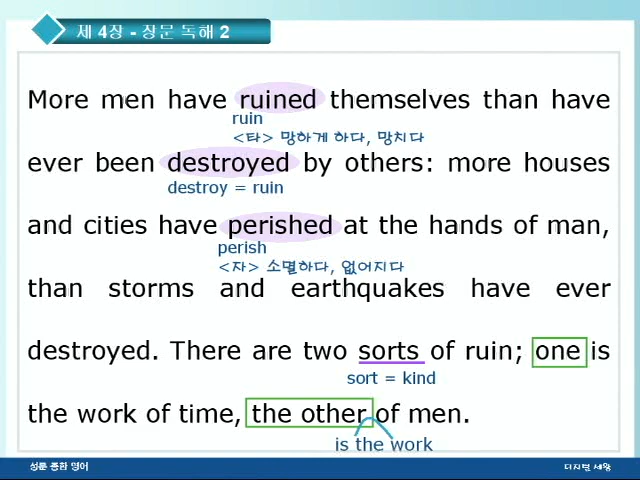 제 4장 - 장문 독해 2
More men have ruined themselves than have
ruin
<타> 망하게 하다, 망치다
ever been destroyed by others: more houses
destroy = ruin
and cities have perished at the hands of man,
perish
<자> 소멸하다, 없어지다
than storms and earthquakes have ever
destroyed. There are two sorts of ruin; one is
sort = kind
the work of time, the other of men.
is the work
성문 종합 영어
디지털 세왕